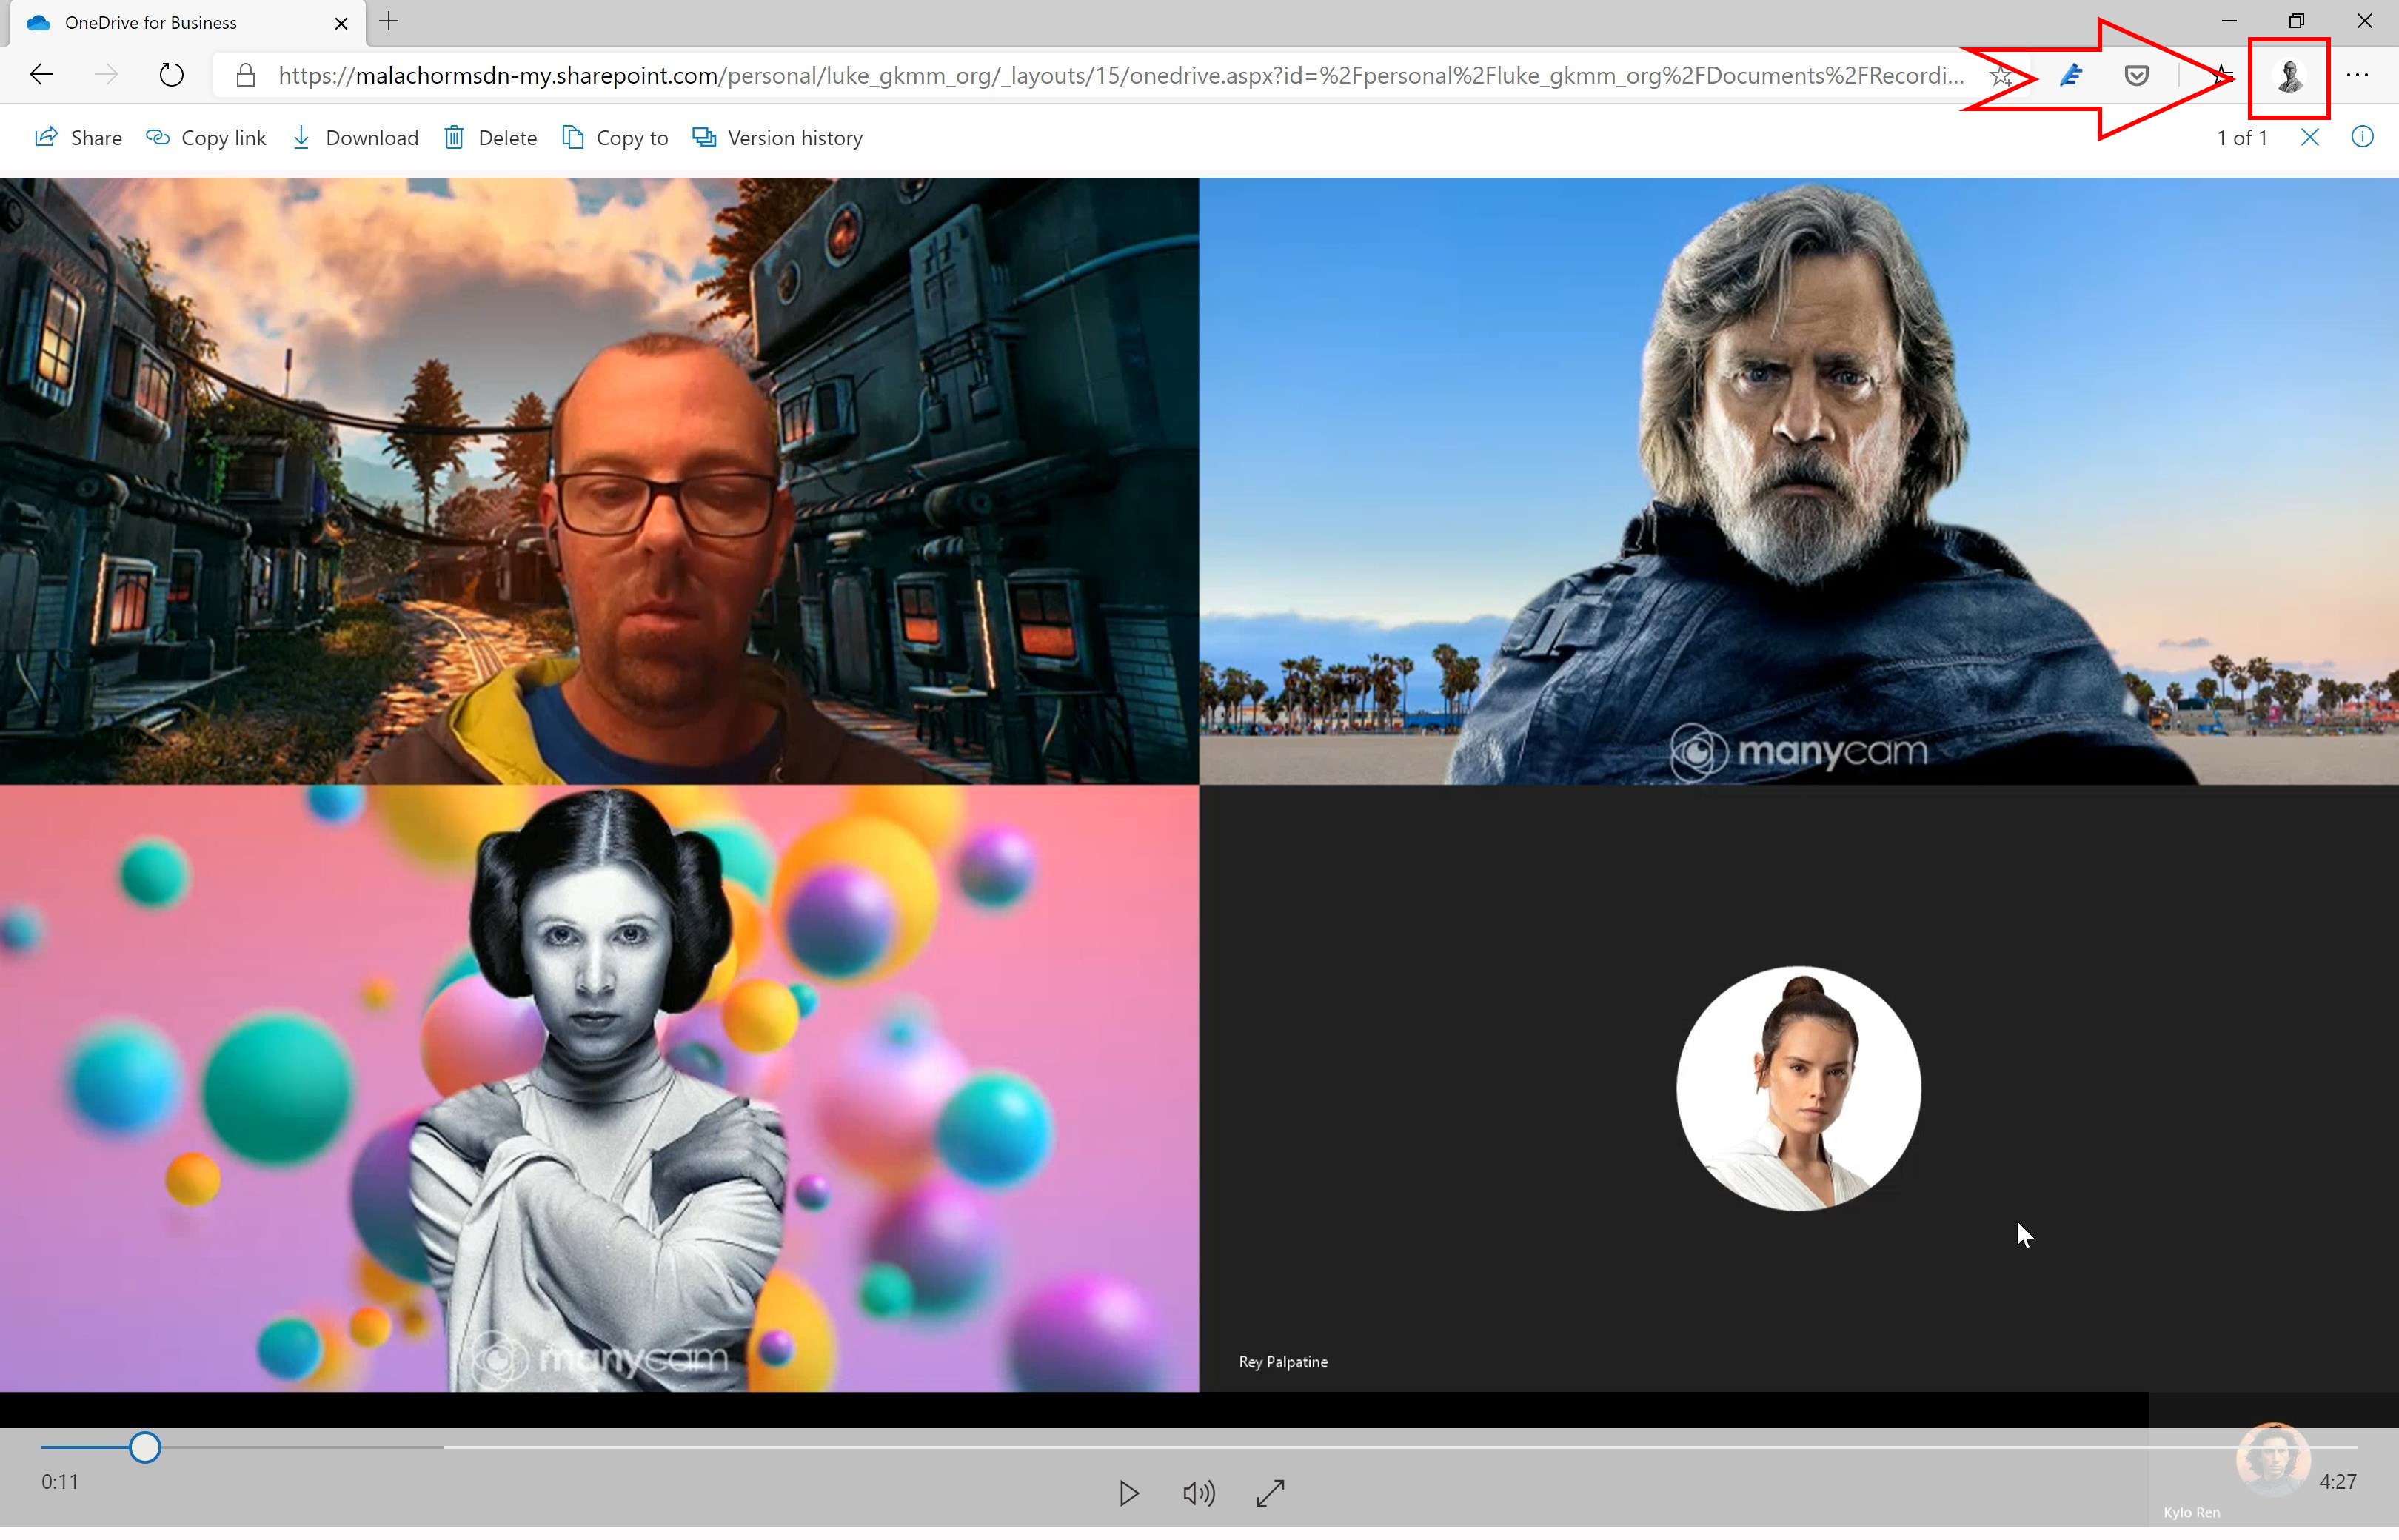 OneDrive for Business
https://malachormsdn-my.sharepoint.com/personal/luke_gkmm_org/_layouts/15/onedrive.aspx?id=%2Fpersonal%2Fluke_gkmm_org%2FDocuments%2FRecordi...
Share Copy link Download Delete Copy to Version history 1 of 1
manycam
manycam
Rey Palpatine
0:11
4:27
Kylo Ren